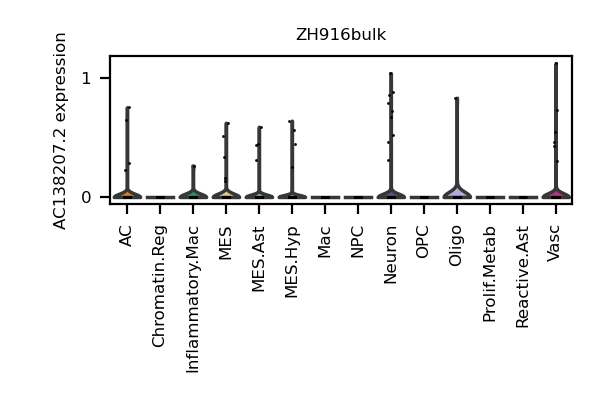 ZH916bulk
AC138207.2 expression
1
0
AC
Chromatin.Reg
Inflammatory.Mac
MES
MES.Ast
MES.Hyp
Mac
NPC
Neuron
OPC
Oligo
Prolif.Metab
Reactive.Ast
Vasc